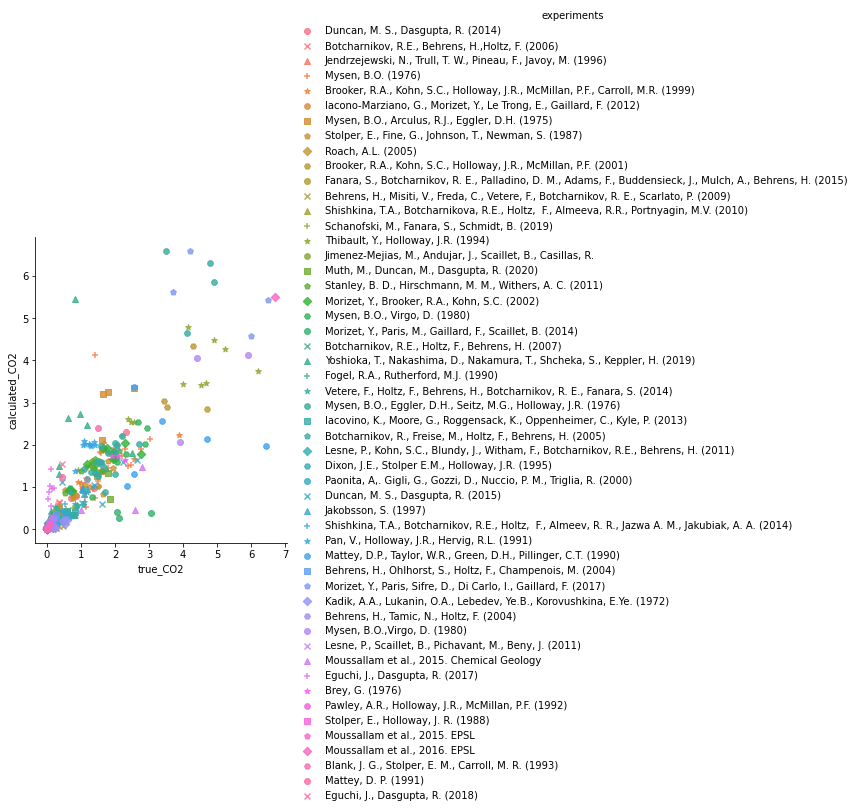 experiments
Duncan, M. S., Dasgupta, R. (2014)
Botcharnikov, R.E., Behrens, H.,Holtz, F. (2006)
Jendrzejewski, N., Trull, T. W., Pineau, F., Javoy, M. (1996)
Mysen, B.O. (1976)
Brooker, R.A., Kohn, S.C., Holloway, J.R., McMillan, P.F., Carroll, M.R. (1999)
Iacono-Marziano, G., Morizet, Y., Le Trong, E., Gaillard, F. (2012)
Mysen, B.O., Arculus, R.J., Eggler, D.H. (1975)
Stolper, E., Fine, G., Johnson, T., Newman, S. (1987)
Roach, A.L. (2005)
Brooker, R.A., Kohn, S.C., Holloway, J.R., McMillan, P.F. (2001)
Fanara, S., Botcharnikov, R. E., Palladino, D. M., Adams, F., Buddensieck, J., Mulch, A., Behrens, H. (2015)
Behrens, H., Misiti, V., Freda, C., Vetere, F., Botcharnikov, R. E., Scarlato, P. (2009)
Shishkina, T.A., Botcharnikova, R.E., Holtz,  F., Almeeva, R.R., Portnyagin, M.V. (2010)
Schanofski, M., Fanara, S., Schmidt, B. (2019)
Thibault, Y., Holloway, J.R. (1994)
Jimenez-Mejias, M., Andujar, J., Scaillet, B., Casillas, R.
Muth, M., Duncan, M., Dasgupta, R. (2020)
Stanley, B. D., Hirschmann, M. M., Withers, A. C. (2011)
Morizet, Y., Brooker, R.A., Kohn, S.C. (2002)
Mysen, B.O., Virgo, D. (1980)
Morizet, Y., Paris, M., Gaillard, F., Scaillet, B. (2014)
Botcharnikov, R.E., Holtz, F., Behrens, H. (2007)
Yoshioka, T., Nakashima, D., Nakamura, T., Shcheka, S., Keppler, H. (2019)
Fogel, R.A., Rutherford, M.J. (1990)
Vetere, F., Holtz, F., Behrens, H., Botcharnikov, R. E., Fanara, S. (2014)
Mysen, B.O., Eggler, D.H., Seitz, M.G., Holloway, J.R. (1976)
Iacovino, K., Moore, G., Roggensack, K., Oppenheimer, C., Kyle, P. (2013)
Botcharnikov, R., Freise, M., Holtz, F., Behrens, H. (2005)
Lesne, P., Kohn, S.C., Blundy, J., Witham, F., Botcharnikov, R.E., Behrens, H. (2011)
Dixon, J.E., Stolper E.M., Holloway, J.R. (1995)
Paonita, A,. Gigli, G., Gozzi, D., Nuccio, P. M., Triglia, R. (2000)
Duncan, M. S., Dasgupta, R. (2015)
Jakobsson, S. (1997)
Shishkina, T.A., Botcharnikov, R.E., Holtz,  F., Almeev, R. R., Jazwa A. M., Jakubiak, A. A. (2014)
Pan, V., Holloway, J.R., Hervig, R.L. (1991)
Mattey, D.P., Taylor, W.R., Green, D.H., Pillinger, C.T. (1990)
Behrens, H., Ohlhorst, S., Holtz, F., Champenois, M. (2004)
Morizet, Y., Paris, Sifre, D., Di Carlo, I., Gaillard, F. (2017)
Kadik, A.A., Lukanin, O.A., Lebedev, Ye.B., Korovushkina, E.Ye. (1972)
Behrens, H., Tamic, N., Holtz, F. (2004)
Mysen, B.O.,Virgo, D. (1980)
Lesne, P., Scaillet, B., Pichavant, M., Beny, J. (2011)
Moussallam et al., 2015. Chemical Geology
Eguchi, J., Dasgupta, R. (2017)
Brey, G. (1976)
Pawley, A.R., Holloway, J.R., McMillan, P.F. (1992)
Stolper, E., Holloway, J. R. (1988)
Moussallam et al., 2015. EPSL
Moussallam et al., 2016. EPSL
Blank, J. G., Stolper, E. M., Carroll, M. R. (1993)
Mattey, D. P. (1991)
Eguchi, J., Dasgupta, R. (2018)
calculated_CO2
6
5
4
3
2
1
0
0 1 2 3 4 5 6 7
true_CO2